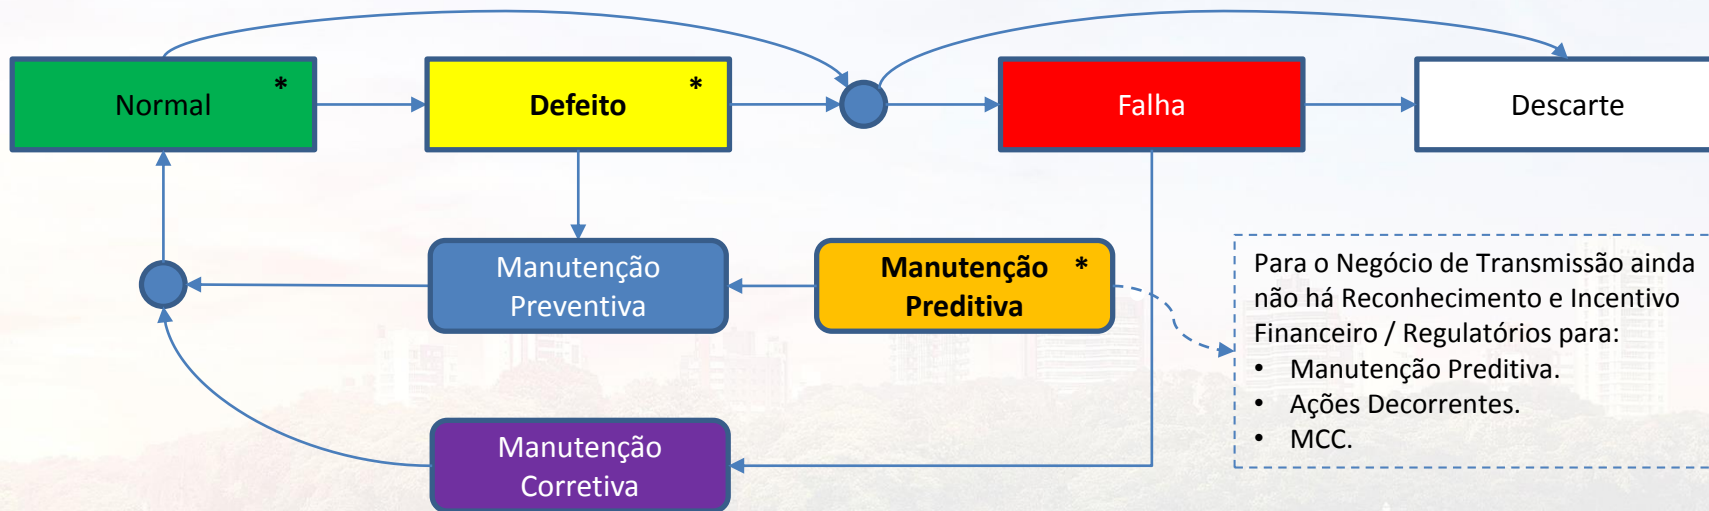 Normal *
Defeito *
Falha
Descarte
Manutenção
Preventiva
Manutenção *
Preditiva
Para o Negócio de Transmissão ainda
não há Reconhecimento e Incentivo
Financeiro / Regulatórios para:
• Manutenção Preditiva.
• Ações Decorrentes.
• MCC.
Manutenção
Corretiva